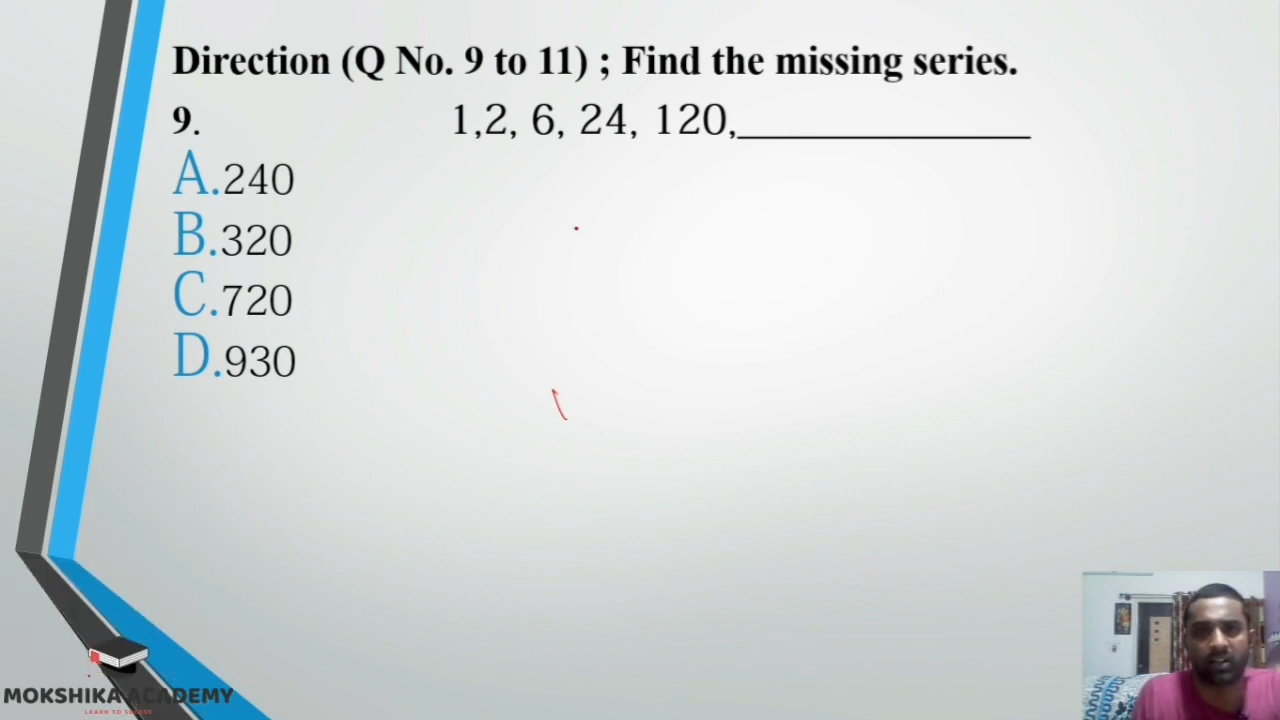 Direction (Q No. 9 to 11) ; Find the missing series.
9. 1,2, 6, 24, 120,______________
A.240
B.320
C.720
D.930
MOKSHIKA ACADEMY